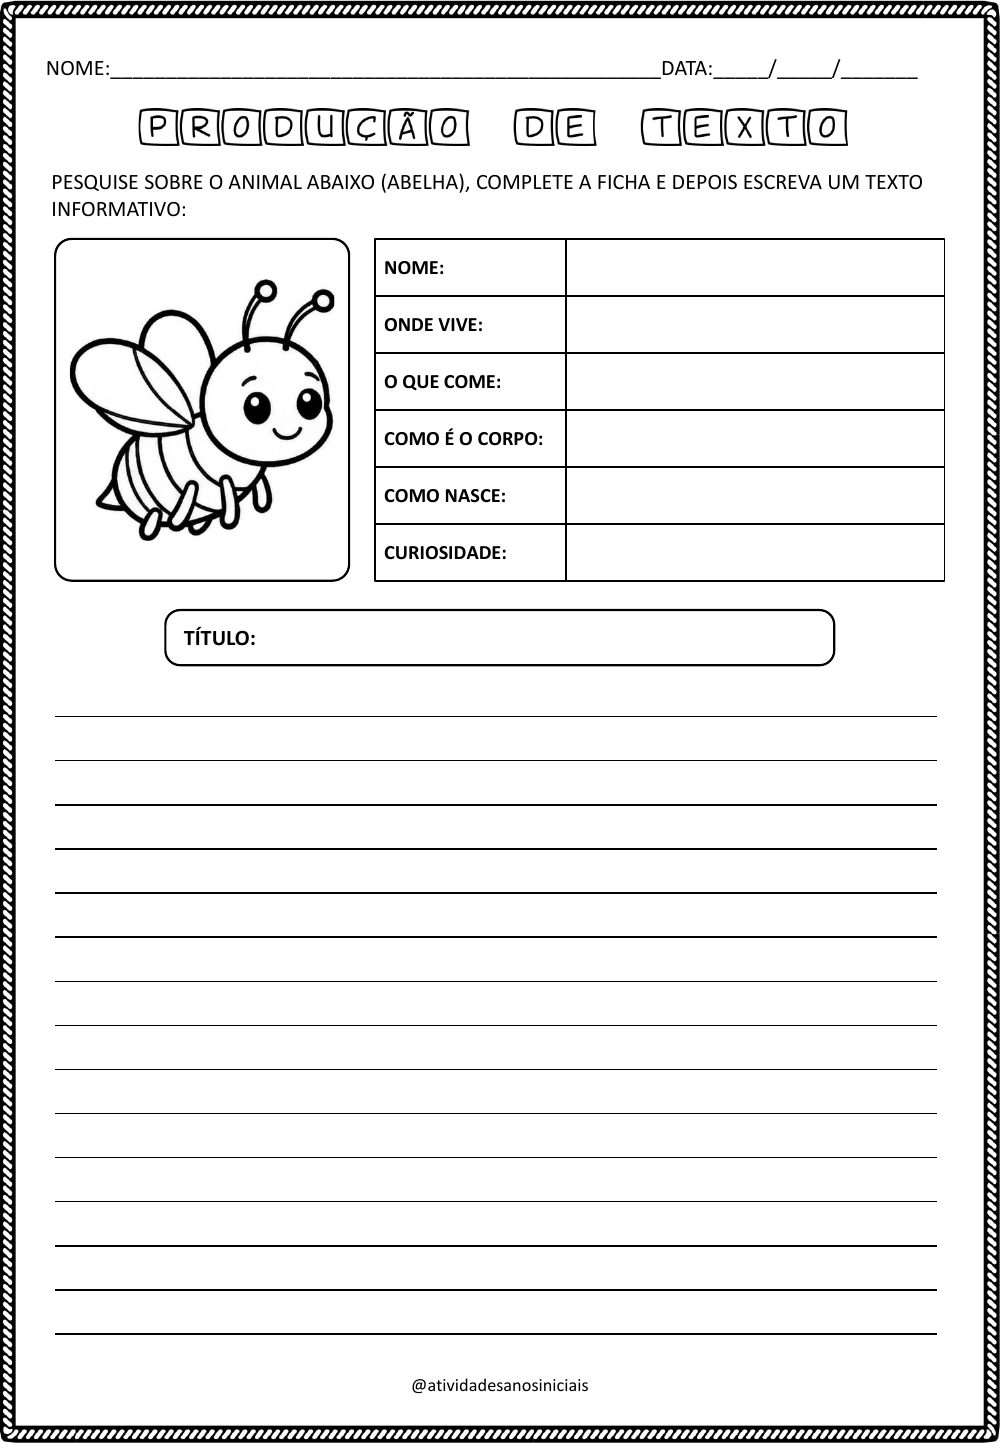 NOME:__________________________________________________DATA:_____/_____/_______
PRODUÇÃO DE TEXTO
PESQUISE SOBRE O ANIMAL ABAIXO (ABELHA), COMPLETE A FICHA E DEPOIS ESCREVA UM TEXTO
INFORMATIVO:
NOME:
ONDE VIVE:
O QUE COME:
COMO É O CORPO:
COMO NASCE:
CURIOSIDADE:
TÍTULO:
@atividadesanosiniciais